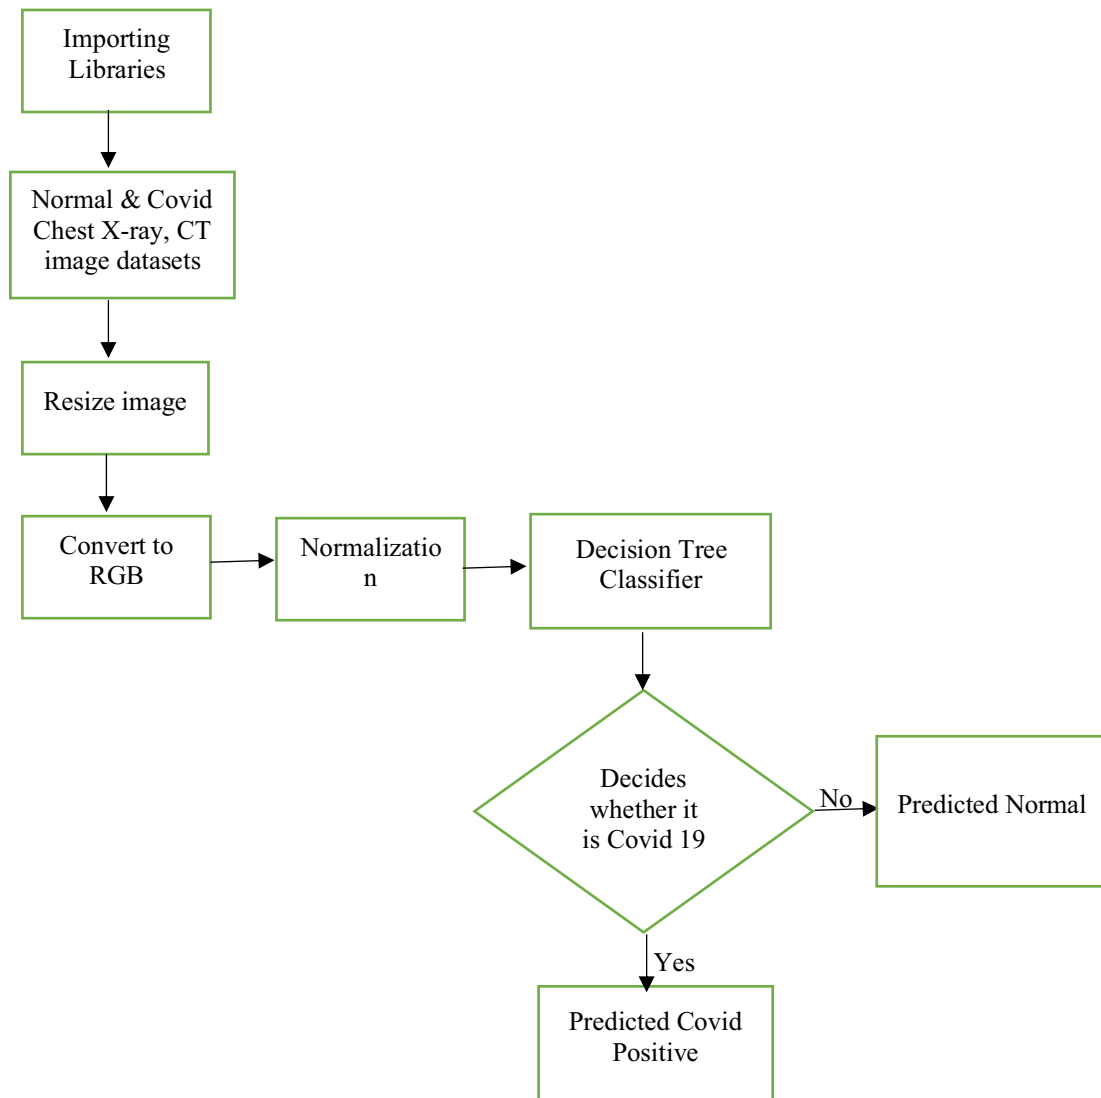 Importing
Libraries
Normal & Covid
Chest X-ray, CT
image datasets
Resize image
Convert to
RGB
Normalizatio
n
Decision Tree
Classifier
Decides
whether it
is Covid 19
No
Predicted Normal
Yes
Predicted Covid
Positive